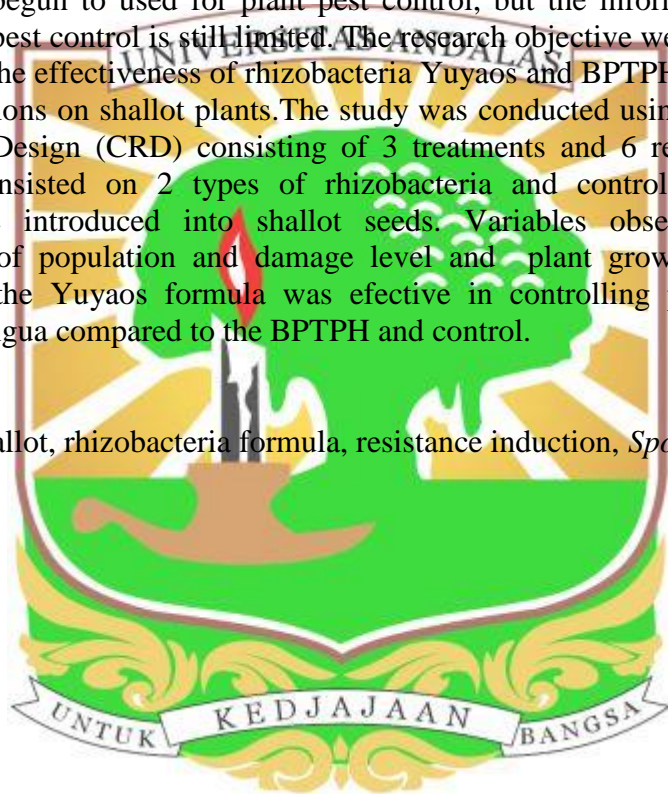 begun to used for plant pest control, but the inform
pest control is still limited. The research objective we
he effectiveness of rhizobacteria Yuyaos and BPTPH
ions on shallot plants.The study was conducted usin
Design (CRD) consisting of 3 treatments and 6 re
nsisted on 2 types of rhizobacteria and control
introduced into shallot seeds. Variables obse
of population and damage level and plant grow
the Yuyaos formula was efective in controlling
gua compared to the BPTPH and control.
allot, rhizobacteria formula, resistance induction, Spo
UNIVERSITAS ANDALAS
UNTUK KEDJAJAAN BANGSA